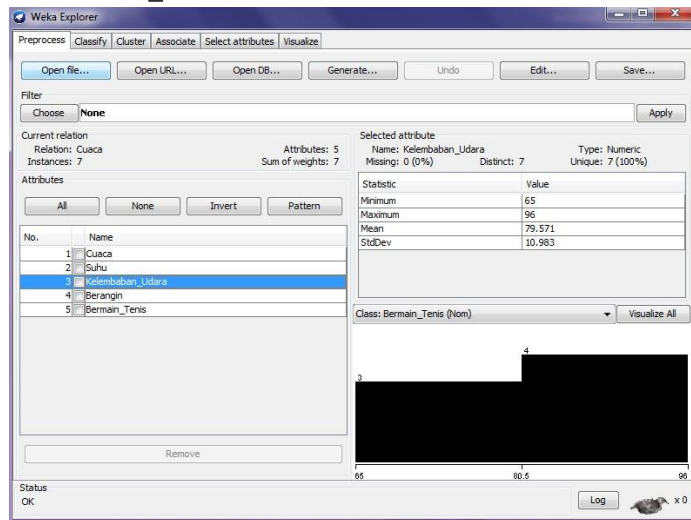 Weka Explorer
Preprocess Classify Cluster Associate Select attributes Visualize
Open file... Open URL... Open DB... Generate... Undo Edit... Save...
Filter
Choose None Apply
Current relation
Relation: Cuaca Attributes: 5
Instances: 7 Sum of weights: 7
Attributes
All None Invert Pattern
No. Name
1 Cuaca
2 Suhu
3 Kelembaban_Udara
4 Berangin
5 Bermain_Tenis
Remove
Selected attribute
Name: Kelembaban_Udara Type: Numeric
Missing: 0 (0%) Distinct: 7 Unique: 7 (100%)
Statistic Value
Minimum 65
Maximum 96
Mean 79.571
StdDev 10.983
Class: Bermain_Tenis (Nom) Visualize All
4
3
65 80.5 96
Status
OK Log x 0